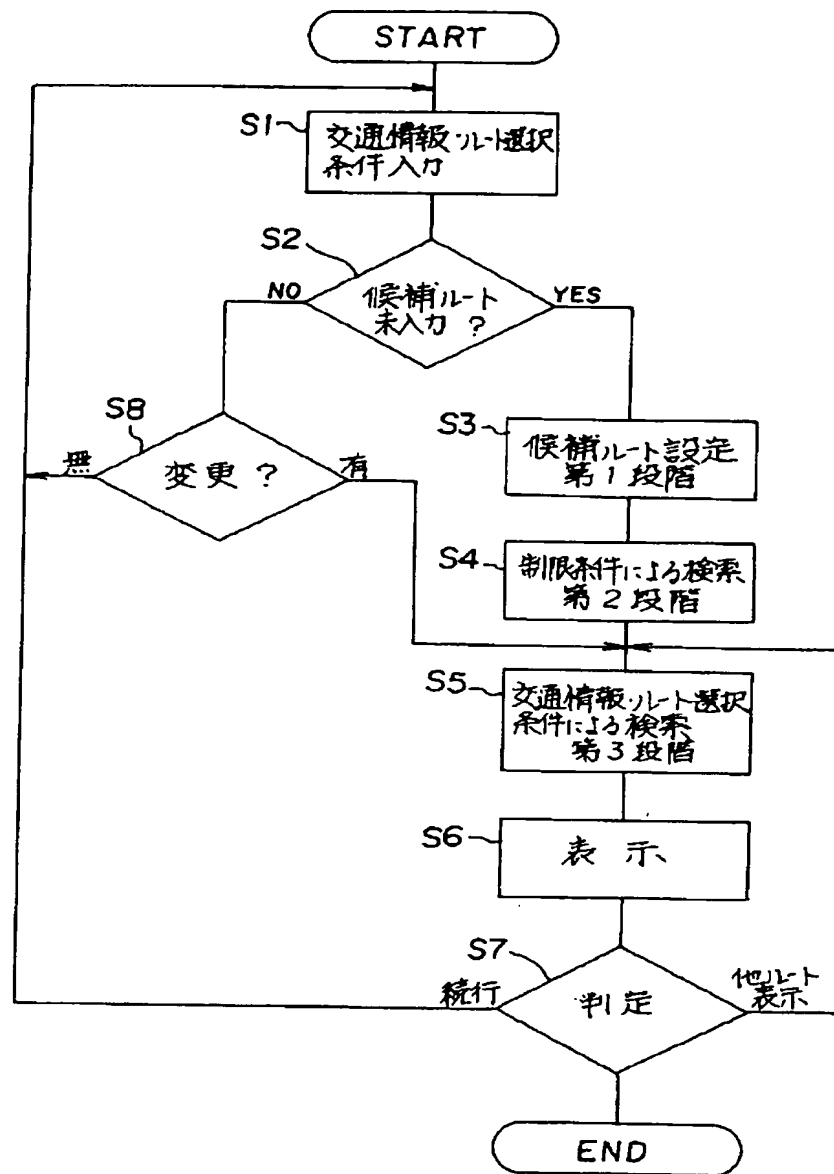 START
S1
交通情報・ルート選択
条件入力
S2
NO
候補ルート
未入力?
YES
S8
無
変更?
有
S3
候補ルート設定
第1段階
S4
制限条件による検索
第2段階
S5
交通情報・ルート選択
条件による検索
第3段階
S6
表示
S7
続行
判定
他ルート
表示
END